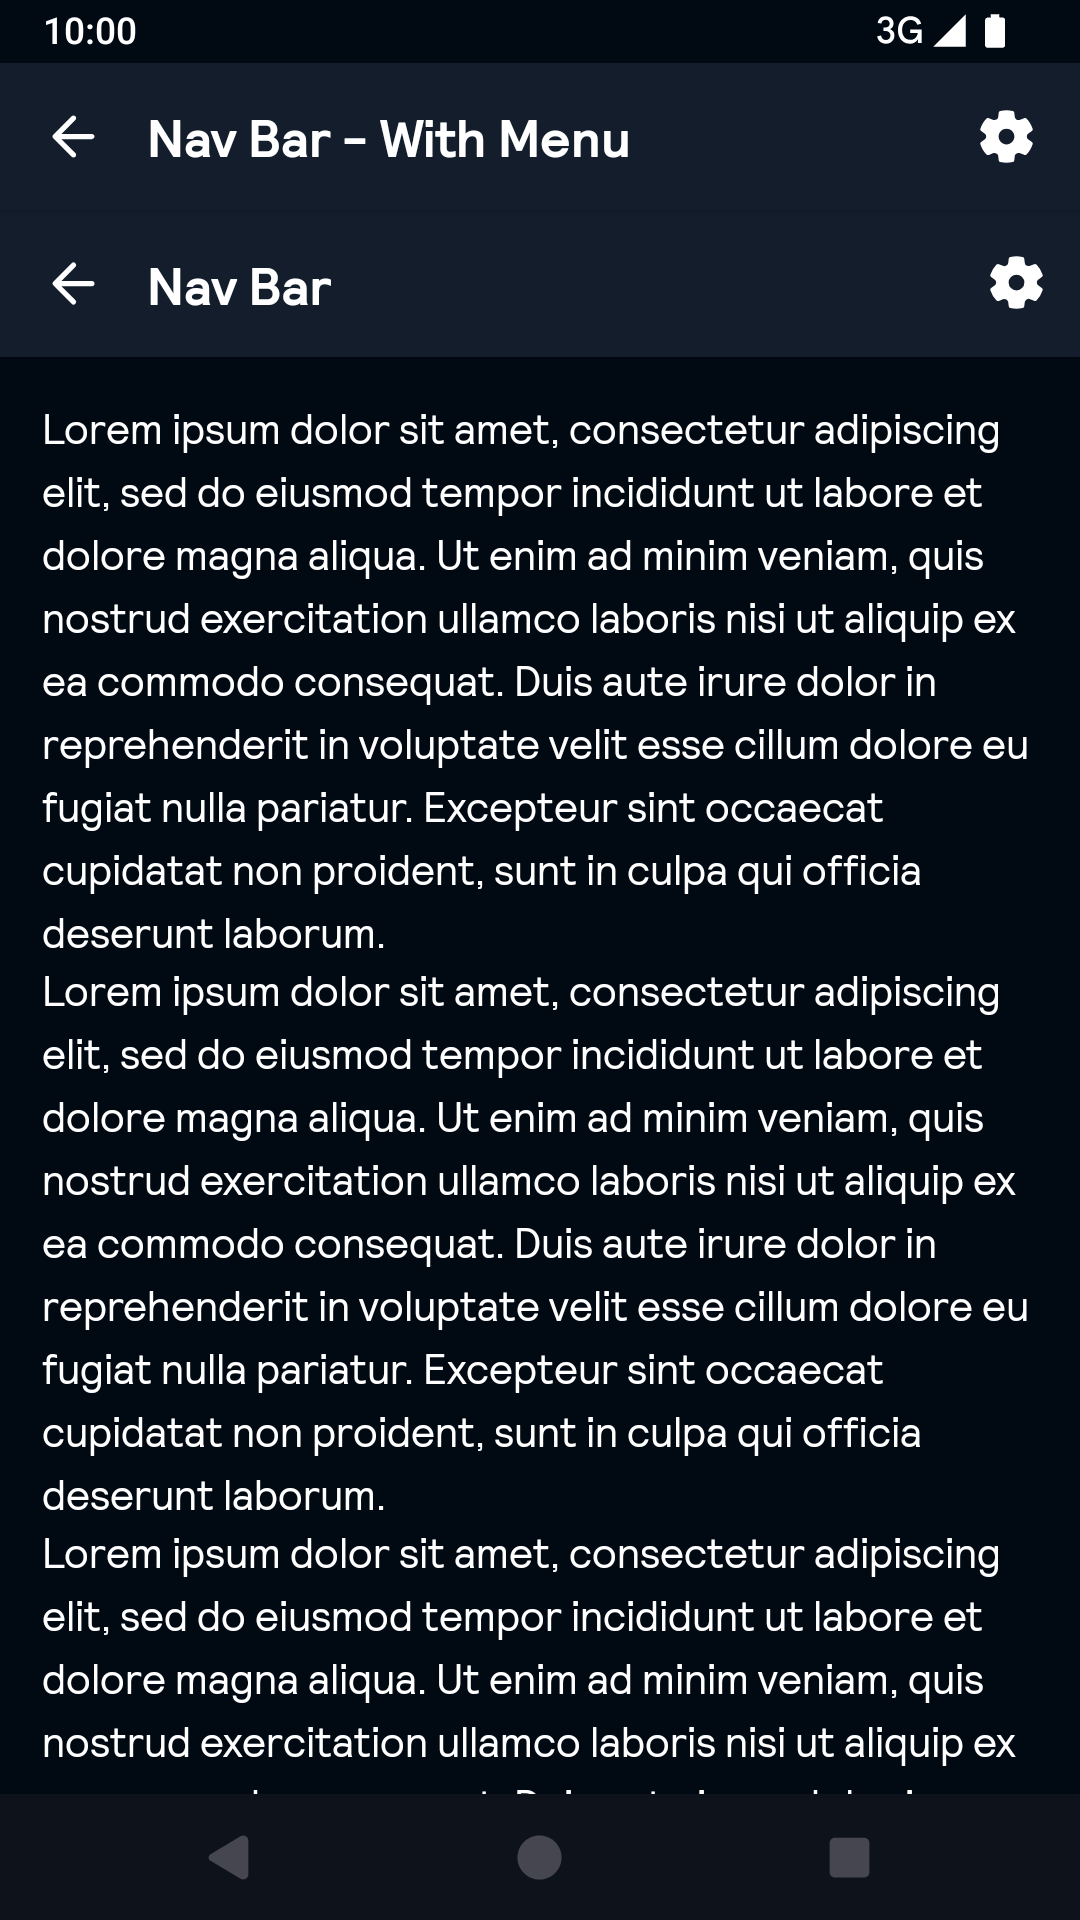 10:00 3G
Nav Bar - With Menu
Nav Bar
Lorem ipsum dolor sit amet, consectetur adipiscing
elit, sed do eiusmod tempor incididunt ut labore et
dolore magna aliqua. Ut enim ad minim veniam, quis
nostrud exercitation ullamco laboris nisi ut aliquip ex
ea commodo consequat. Duis aute irure dolor in
reprehenderit in voluptate velit esse cillum dolore eu
fugiat nulla pariatur. Excepteur sint occaecat
cupidatat non proident, sunt in culpa qui officia
deserunt laborum.
Lorem ipsum dolor sit amet, consectetur adipiscing
elit, sed do eiusmod tempor incididunt ut labore et
dolore magna aliqua. Ut enim ad minim veniam, quis
nostrud exercitation ullamco laboris nisi ut aliquip ex
ea commodo consequat. Duis aute irure dolor in
reprehenderit in voluptate velit esse cillum dolore eu
fugiat nulla pariatur. Excepteur sint occaecat
cupidatat non proident, sunt in culpa qui officia
deserunt laborum.
Lorem ipsum dolor sit amet, consectetur adipiscing
elit, sed do eiusmod tempor incididunt ut labore et
dolore magna aliqua. Ut enim ad minim veniam, quis
nostrud exercitation ullamco laboris nisi ut aliquip ex